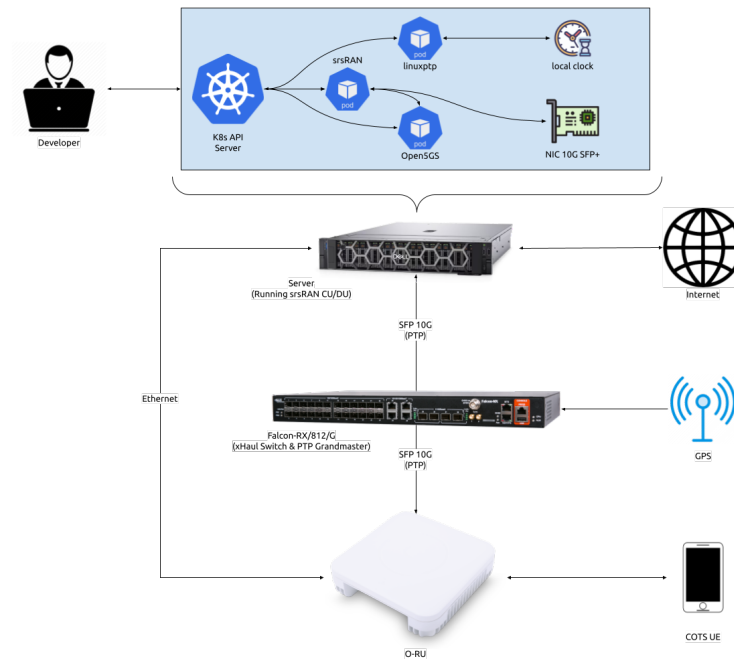 srsRAN
pod
linuxptp
local clock
pod
K8s API
Server
pod
Open5GS
NIC 10G SFP+
Developer
DELL
Server
(Running srsRAN CU/DU)
Internet
SFP 10G
(PTP)
Ethernet
Falcon-RX/812/G
(xHaul Switch & PTP Grandmaster)
GPS
SFP 10G
(PTP)
O-RU
COTS UE